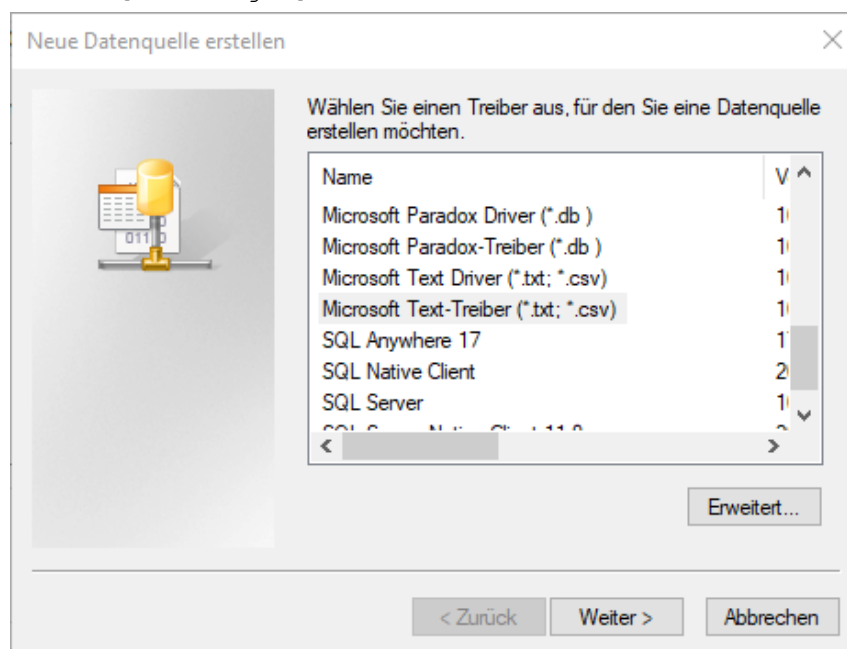 Neue Datenquelle erstellen
Wählen Sie einen Treiber aus, für den Sie eine Datenquelle
erstellen möchten.
Name V
Microsoft Paradox Driver (*.db )
Microsoft Paradox-Treiber (*.db )
Microsoft Text Driver (*.txt; *.csv)
Microsoft Text-Treiber (*.txt; *.csv)
SQL Anywhere 17
SQL Native Client
SQL Server
Erweitert...
< Zurück Weiter > Abbrechen